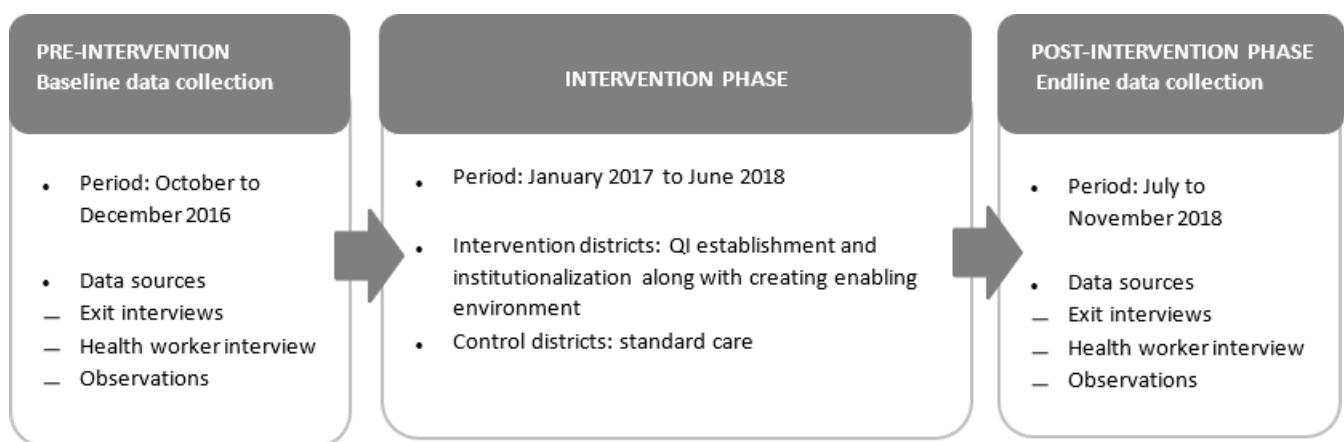 PRE-INTERVENTION
Baseline data collection
• Period: October to
December 2016
• Data sources
— Exit interviews
— Health worker interview
— Observations
INTERVENTION PHASE
• Period: January 2017 to June 2018
• Intervention districts: QI establishment and
institutionalization along with creating enabling
environment
• Control districts: standard care
POST-INTERVENTION PHASE
Endline data collection
• Period: July to
November 2018
• Data sources
— Exit interviews
— Health worker interview
— Observations